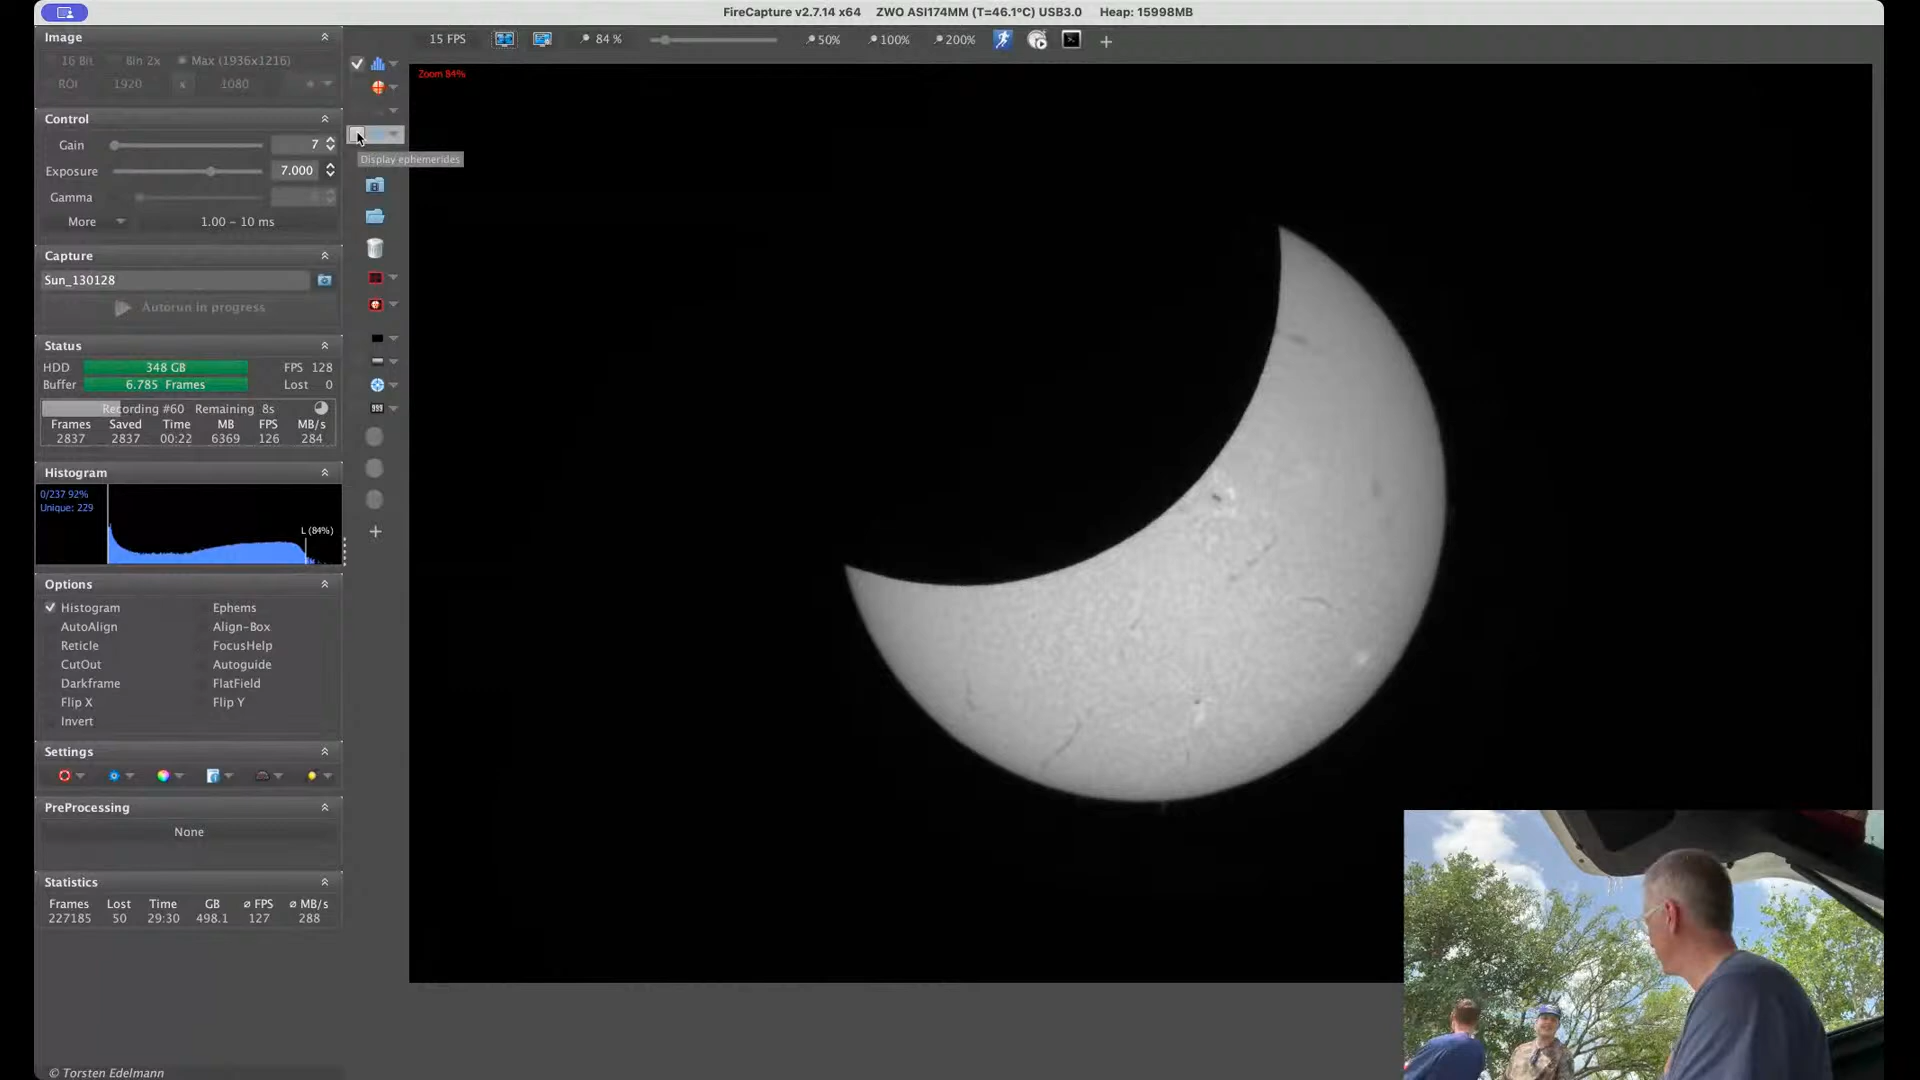 FireCapture v2.7.14 x64 ZWO ASI174MM (T=46.1°C) USB3.0 Heap: 15998MB
Image
16 Bit Bin 2x Max (1936x1216)
ROI 1920 x 1080
15 FPS 84 % 50% 100% 200%
Zoom 84%
Control
Gain 7
Display ephemerides
Exposure 7.000
Gamma
More 1.00 - 10 ms
Capture
Sun_130128
Autorun in progress
Status
HDD 348 GB FPS 128
Buffer 6.785 Frames Lost 0
Recording #60 Remaining 8s
Frames Saved Time MB FPS MB/s
2837 2837 00:22 6369 126 284
999
Histogram
0/237 92%
Unique: 229
L (84%)
Options
Histogram Ephems
AutoAlign Align-Box
Reticle FocusHelp
CutOut Autoguide
Darkframe FlatField
Flip X Flip Y
Invert
Settings
PreProcessing
None
Statistics
Frames Lost Time GB ⌀ FPS ⌀ MB/s
227185 50 29:30 498.1 127 288
© Torsten Edelmann